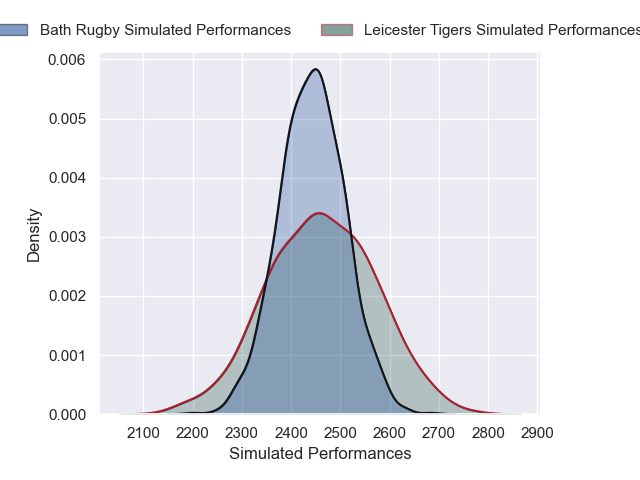 Bath Rugby Simulated Performances Leicester Tigers Simulated Performances
0.006
0.005
0.004
0.003
0.002
0.001
0.000
Density
2100 2200 2300 2400 2500 2600 2700 2800 2900
Simulated Performances